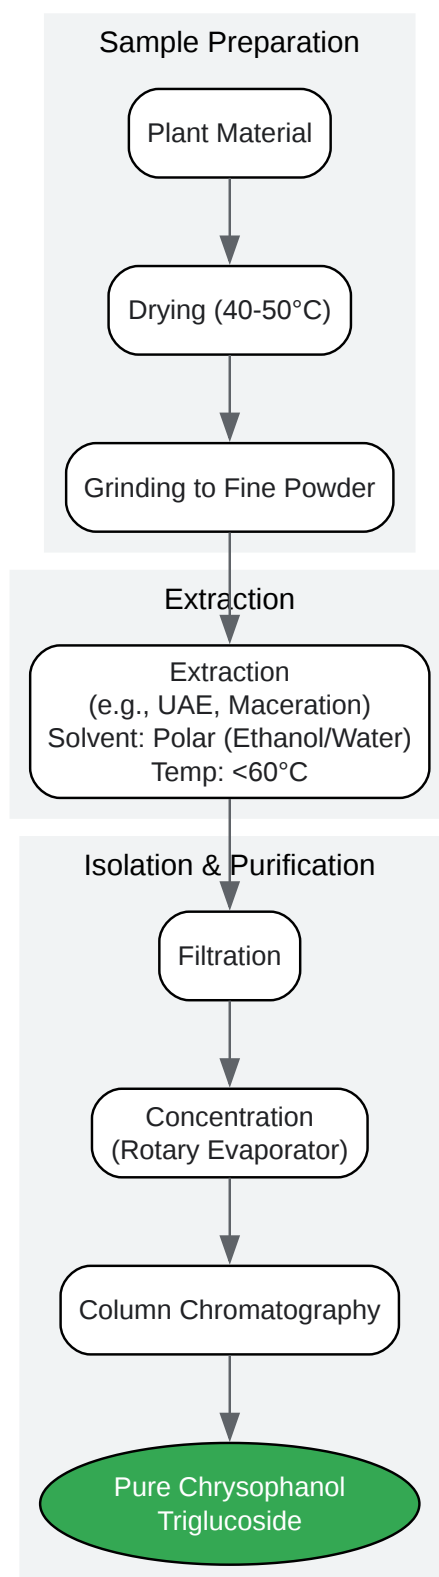 Sample Preparation
Plant Material
Drying (40-50°C)
Grinding to Fine Powder
Extraction
Extraction
(e.g., UAE, Maceration)
Solvent: Polar (Ethanol/Water)
Temp: <60°C
Isolation & Purification
Filtration
Concentration
(Rotary Evaporator)
Column Chromatography
Pure Chrysophanol
Triglucoside